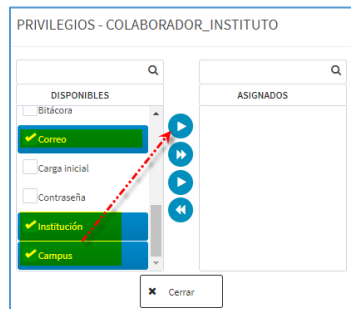 PRIVILEGIOS - COLABORADOR_INSTITUTO
DISPONIBLES
ASIGNADOS
Bitácora
Correo
Carga inicial
Contraseña
Institución
Campus
Cerrar